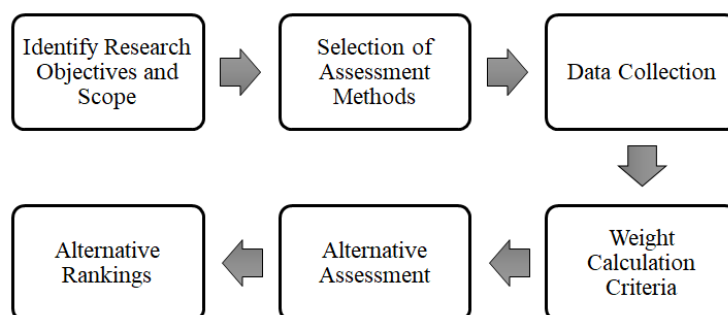 Identify Research
Objectives and
Scope
Selection of
Assessment
Methods
Data Collection
Weight
Calculation
Criteria
Alternative
Assessment
Alternative
Rankings